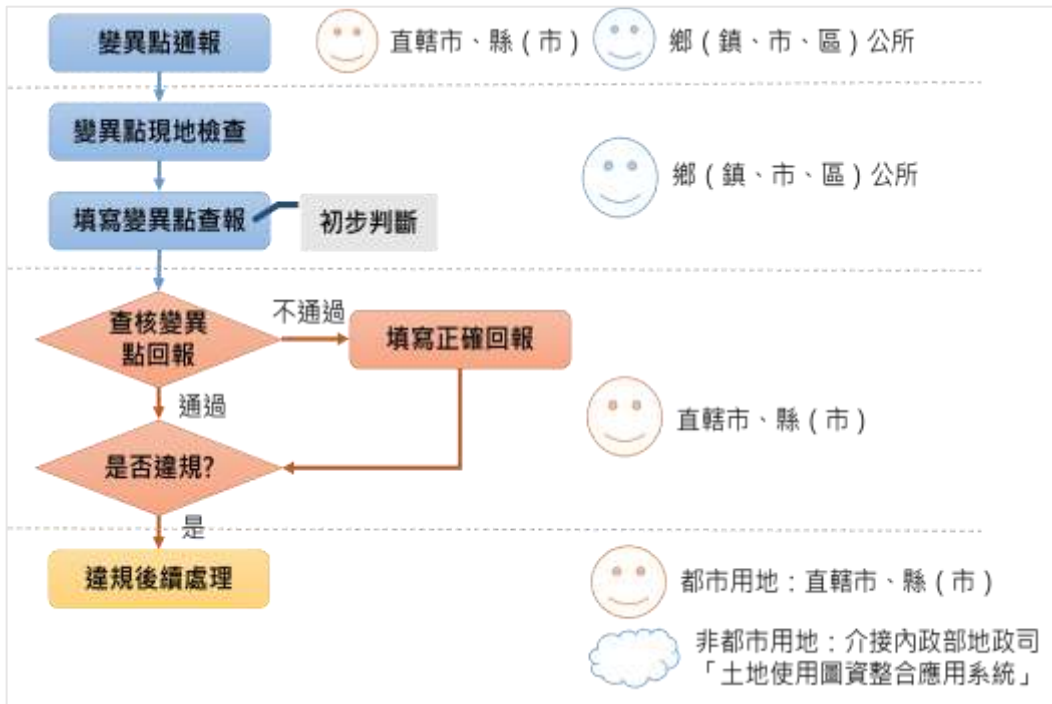 變異點通報
直轄市、縣（市）
鄉（鎮、市、區）公所
變異點現地檢查
鄉（鎮、市、區）公所
填寫變異點查報
初步判斷
查核變異
點回報
不通過
填寫正確回報
通過
直轄市、縣（市）
是否違規?
是
違規後續處理
都市用地：直轄市、縣（市）
非都市用地：介接內政部地政司
「土地使用圖資整合應用系統」